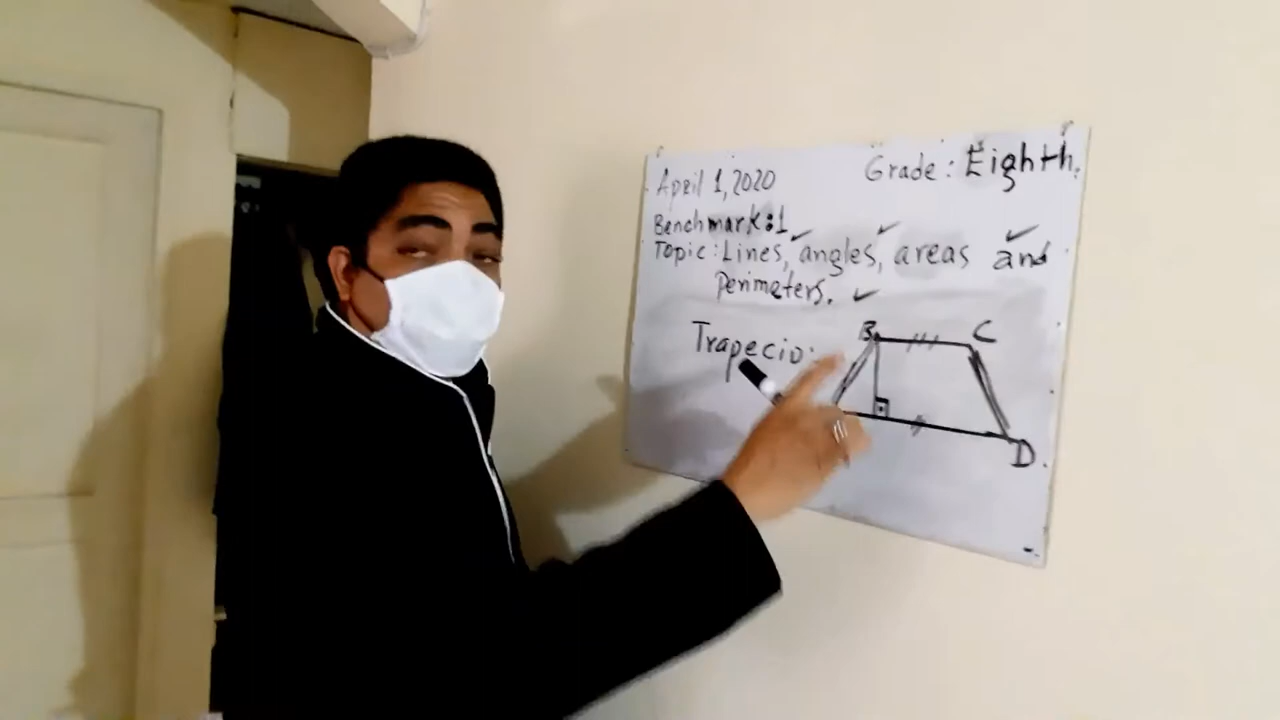 April 1, 2020
Grade: Eighth.
Benchmark:1
Topic: Lines, angles, areas and
Perimeters.
Trapecio:
B
C
D